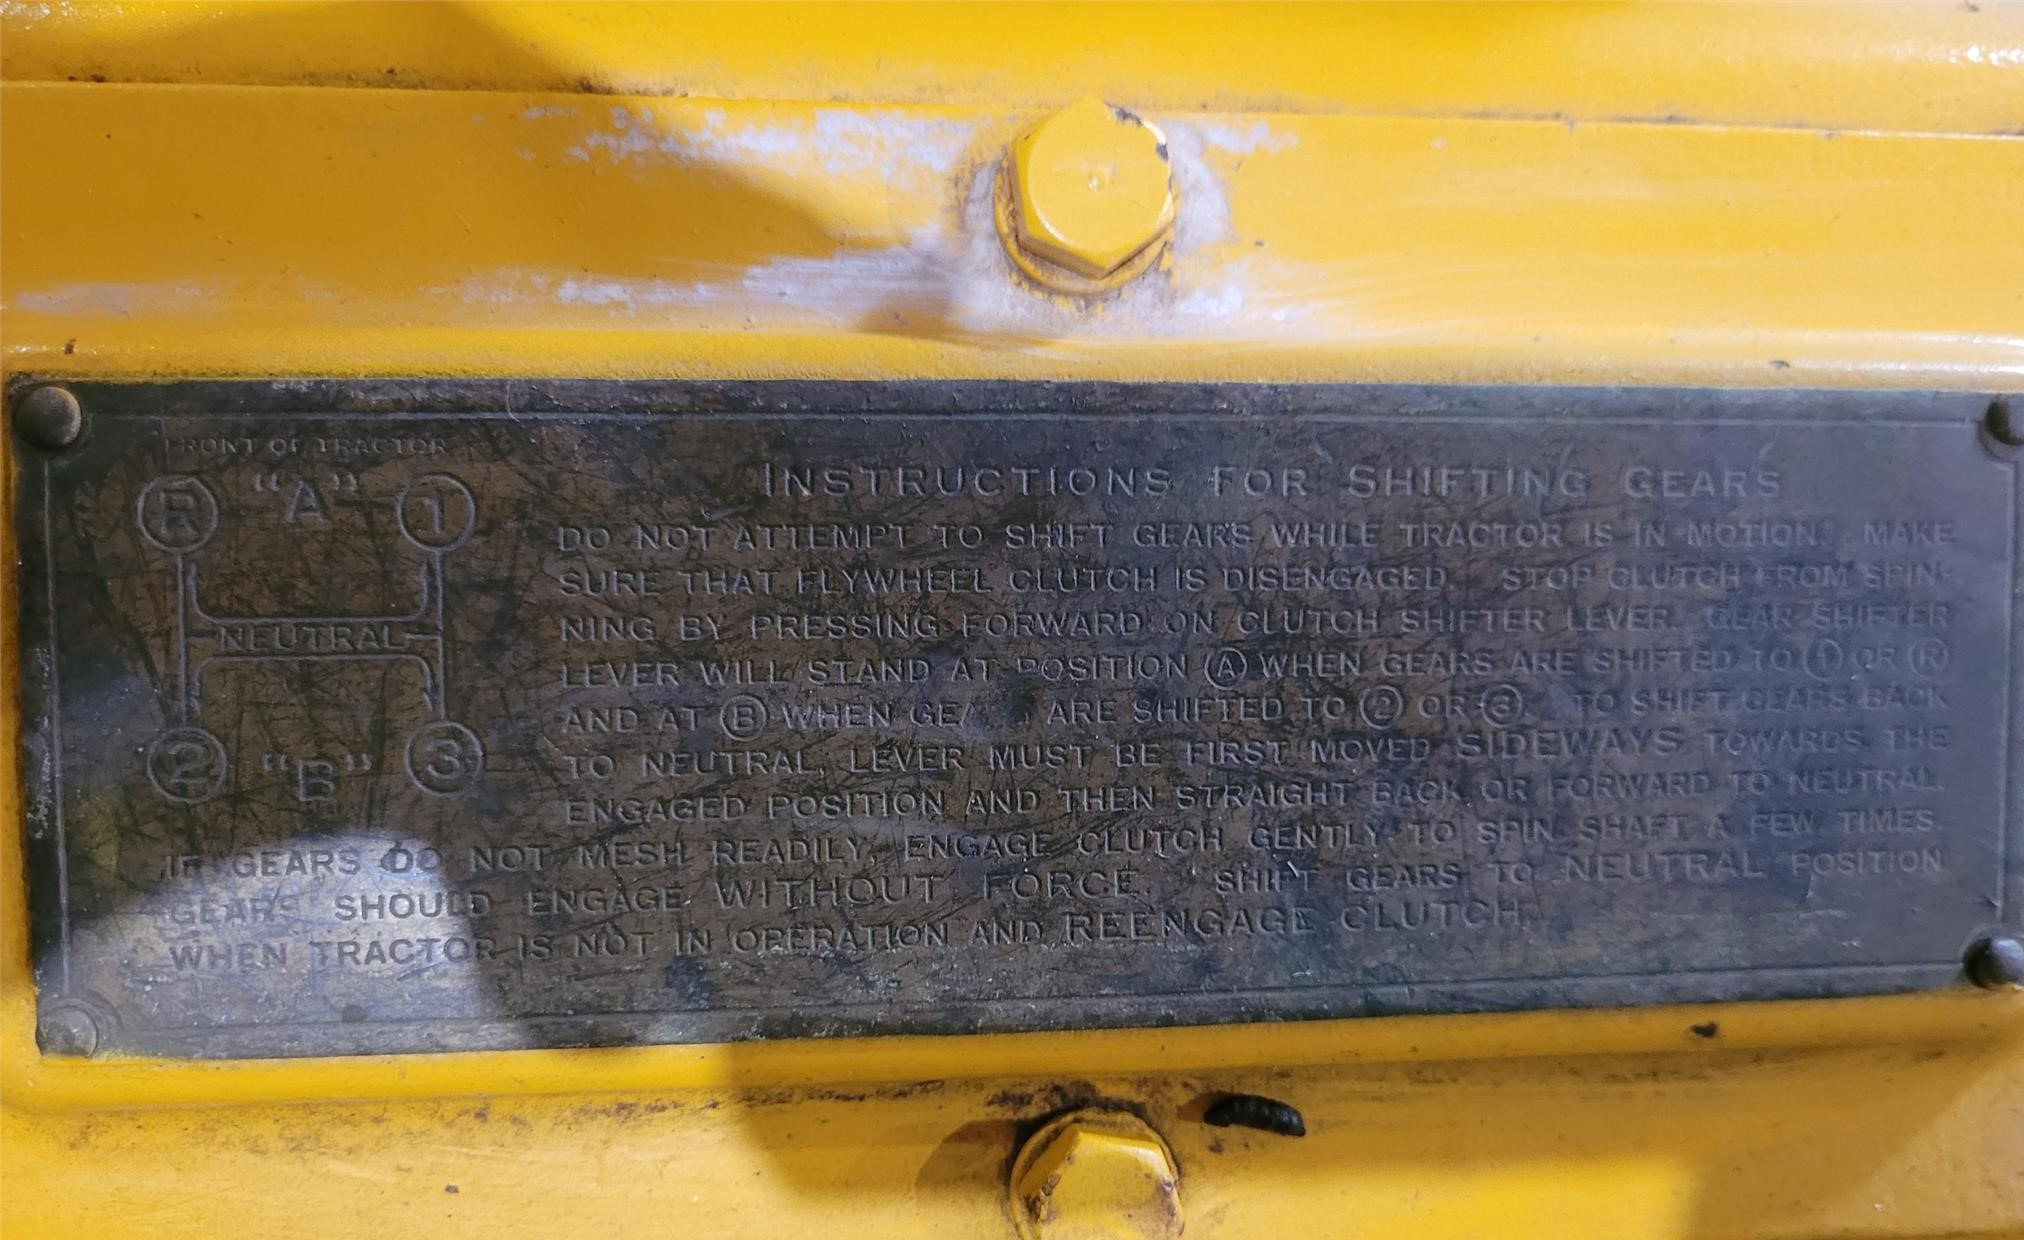 FRONT OF TRACTOR
R "A" 1
NEUTRAL
2 "B" 3
INSTRUCTIONS FOR SHIFTING GEARS
DO NOT ATTEMPT TO SHIFT GEARS WHILE TRACTOR IS IN MOTION. MAKE
SURE THAT FLYWHEEL CLUTCH IS DISENGAGED. STOP CLUTCH FROM SPIN-
NING BY PRESSING FORWARD ON CLUTCH SHIFTER LEVER. GEAR SHIFTER
LEVER WILL STAND AT POSITION A WHEN GEARS ARE SHIFTED TO 1 OR R
AND AT B WHEN GEARS ARE SHIFTED TO 2 OR 3. TO SHIFT GEARS BACK
TO NEUTRAL, LEVER MUST BE FIRST MOVED SIDEWAYS TOWARDS THE
ENGAGED POSITION AND THEN STRAIGHT BACK OR FORWARD TO NEUTRAL.
IF GEARS DO NOT MESH READILY, ENGAGE CLUTCH GENTLY TO SPIN SHAFT A FEW TIMES.
GEARS SHOULD ENGAGE WITHOUT FORCE. SHIFT GEARS TO NEUTRAL POSITION
WHEN TRACTOR IS NOT IN OPERATION AND REENGAGE CLUTCH.